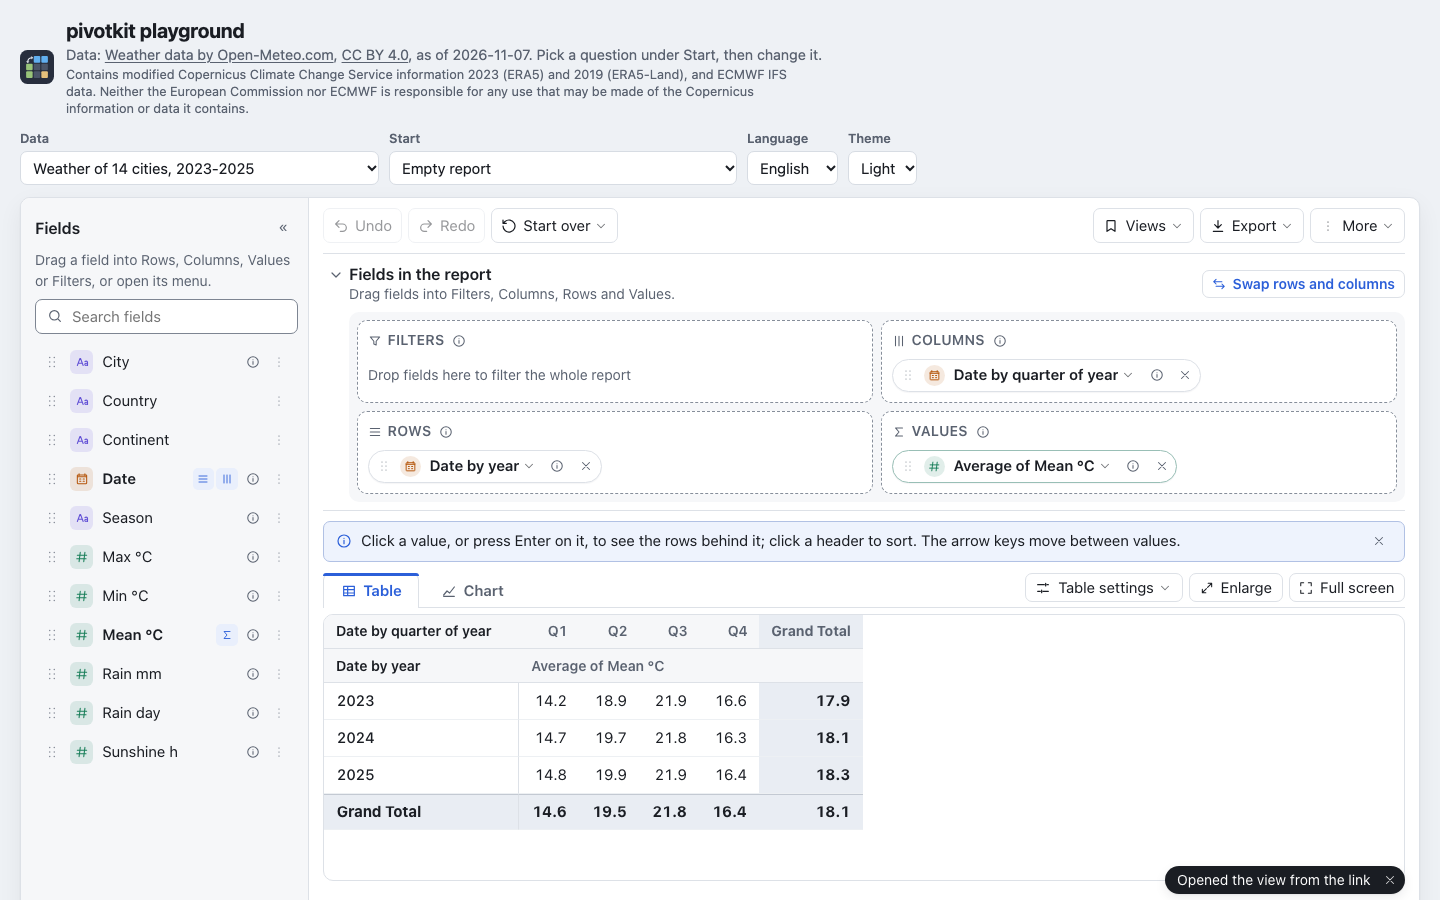 pivotkit playground
Data: Weather data by Open-Meteo.com, CC BY 4.0, as of 2026-11-07. Pick a question under Start, then change it.
Contains modified Copernicus Climate Change Service information 2023 (ERA5) and 2019 (ERA5-Land), and ECMWF IFS
data. Neither the European Commission nor ECMWF is responsible for any use that may be made of the Copernicus
information or data it contains.
Data Start Language Theme
Weather of 14 cities, 2023-2025 Empty report English Light
Fields «
Drag a field into Rows, Columns, Values
or Filters, or open its menu.
Search fields
Aa City
Aa Country
Aa Continent
Date
Aa Season
# Max °C
# Min °C
# Mean °C Σ
# Rain mm
# Rain day
# Sunshine h
Undo Redo Start over Views Export More
Fields in the report
Drag fields into Filters, Columns, Rows and Values.
Swap rows and columns
FILTERS
Drop fields here to filter the whole report
COLUMNS
Date by quarter of year
ROWS
Date by year
Σ VALUES
# Average of Mean °C
Click a value, or press Enter on it, to see the rows behind it; click a header to sort. The arrow keys move between values.
Table Chart Table settings Enlarge Full screen
Date by quarter of year Q1 Q2 Q3 Q4 Grand Total
Date by year Average of Mean °C
2023 14.2 18.9 21.9 16.6 17.9
2024 14.7 19.7 21.8 16.3 18.1
2025 14.8 19.9 21.9 16.4 18.3
Grand Total 14.6 19.5 21.8 16.4 18.1
Opened the view from the link